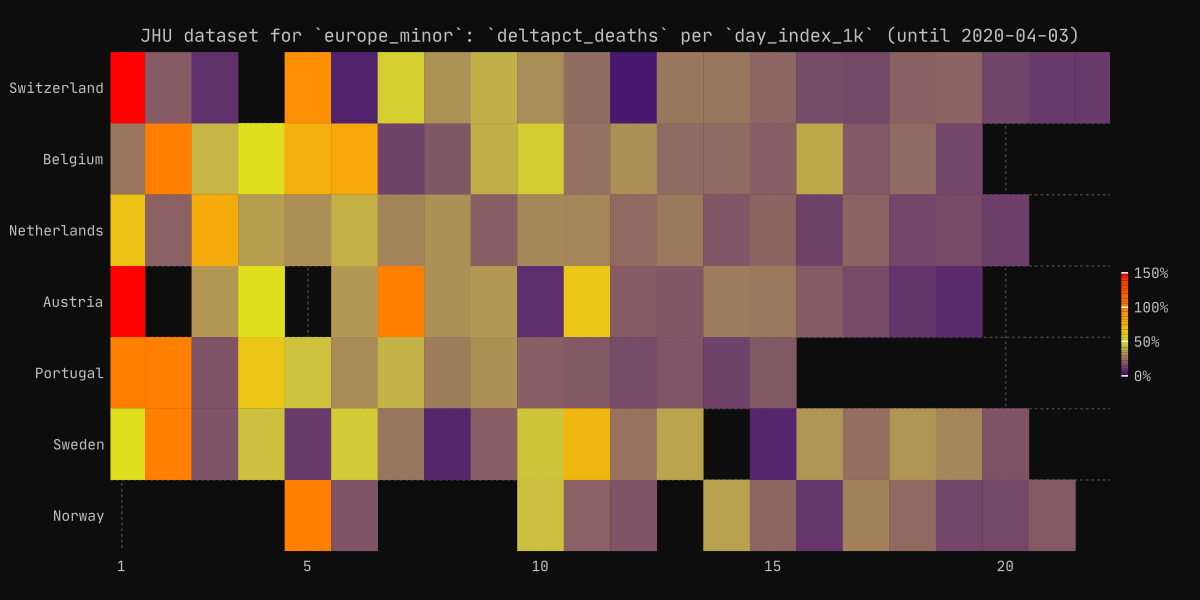 JHU dataset for `europe_minor`: `deltapct_deaths` per `day_index_1k` (until 2020-04-03)
Switzerland
Belgium
Netherlands
Austria
Portugal
Sweden
Norway
150%
100%
50%
0%
1 5 10 15 20